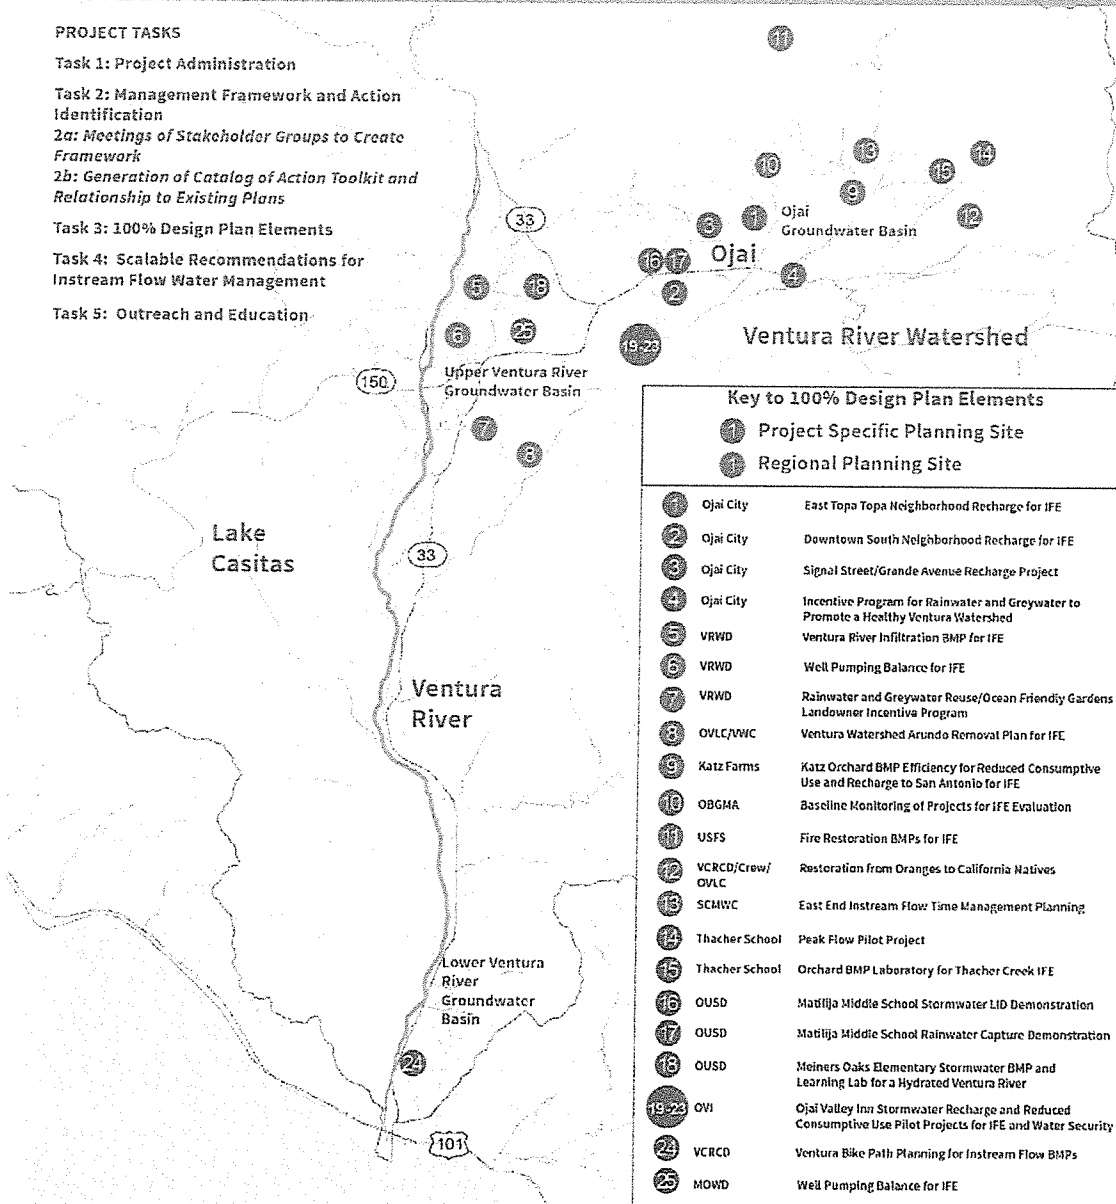 PROJECT TASKS
Task 1: Project Administration
Task 2: Management Framework and Action
Identification
2a: Meetings of Stakeholder Groups to Create
Framework
2b: Generation of Catalog of Action Toolkit and
Relationship to Existing Plans
Task 3: 100% Design Plan Elements
Task 4: Scalable Recommendations for
Instream Flow Water Management
Task 5: Outreach and Education
11
13
14
10
15
9
12
33
3
1
Ojai
Groundwater Basin
16
17
Ojai
4
2
5
18
6
25
19-23
Ventura River Watershed
150
Upper Ventura River
Groundwater Basin
7
8
Lake
Casitas
33
Ventura
River
Lower Ventura
River
Groundwater
Basin
24
101
Key to 100% Design Plan Elements
1 Project Specific Planning Site
1 Regional Planning Site
1 Ojai City East Topa Topa Neighborhood Recharge for IFE
2 Ojai City Downtown South Neighborhood Recharge for IFE
3 Ojai City Signal Street/Grande Avenue Recharge Project
4 Ojai City Incentive Program for Rainwater and Greywater to
Promote a Healthy Ventura Watershed
5 VRWD Ventura River Infiltration BMP for IFE
6 VRWD Well Pumping Balance for IFE
7 VRWD Rainwater and Greywater Reuse/Ocean Friendly Gardens
Landowner Incentive Program
8 OVLC/VWC Ventura Watershed Arundo Removal Plan for IFE
9 Katz Farms Katz Orchard BMP Efficiency for Reduced Consumptive
Use and Recharge to San Antonio for IFE
10 OBGMA Baseline Monitoring of Projects for IFE Evaluation
11 USFS Fire Restoration BMPs for IFE
12 VCRCD/Crew/ Restoration from Oranges to California Natives
OVLC
13 SCMWC East End Instream Flow Time Management Planning
14 Thacher School Peak Flow Pilot Project
15 Thacher School Orchard BMP Laboratory for Thacher Creek IFE
16 OUSD Matilija Middle School Stormwater LID Demonstration
17 OUSD Matilija Middle School Rainwater Capture Demonstration
18 OUSD Meiners Oaks Elementary Stormwater BMP and
Learning Lab for a Hydrated Ventura River
19-23 OVI Ojai Valley Inn Stormwater Recharge and Reduced
Consumptive Use Pilot Projects for IFE and Water Security
24 VCRCD Ventura Bike Path Planning for Instream Flow BMPs
25 MOWD Well Pumping Balance for IFE